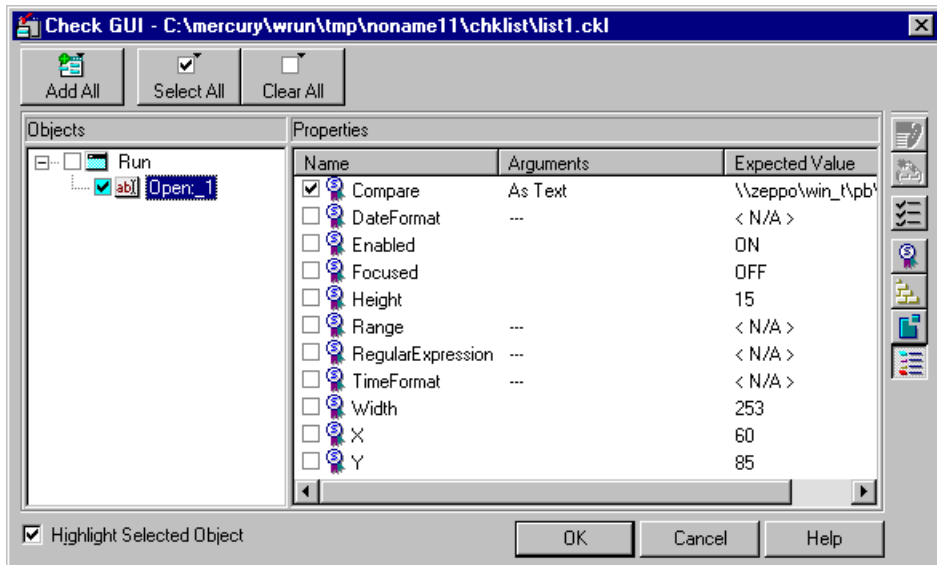 Check GUI - C:\mercury\wrun\tmp\noname11\chklist\list1.ckl
Add All Select All Clear All
Objects Properties
Run
Open:_1
Name Arguments Expected Value
Compare As Text \\zeppo\win_t\pb\
DateFormat --- < N/A >
Enabled ON
Focused OFF
Height 15
Range --- < N/A >
RegularExpression --- < N/A >
TimeFormat --- < N/A >
Width 253
X 60
Y 85
Highlight Selected Object OK Cancel Help